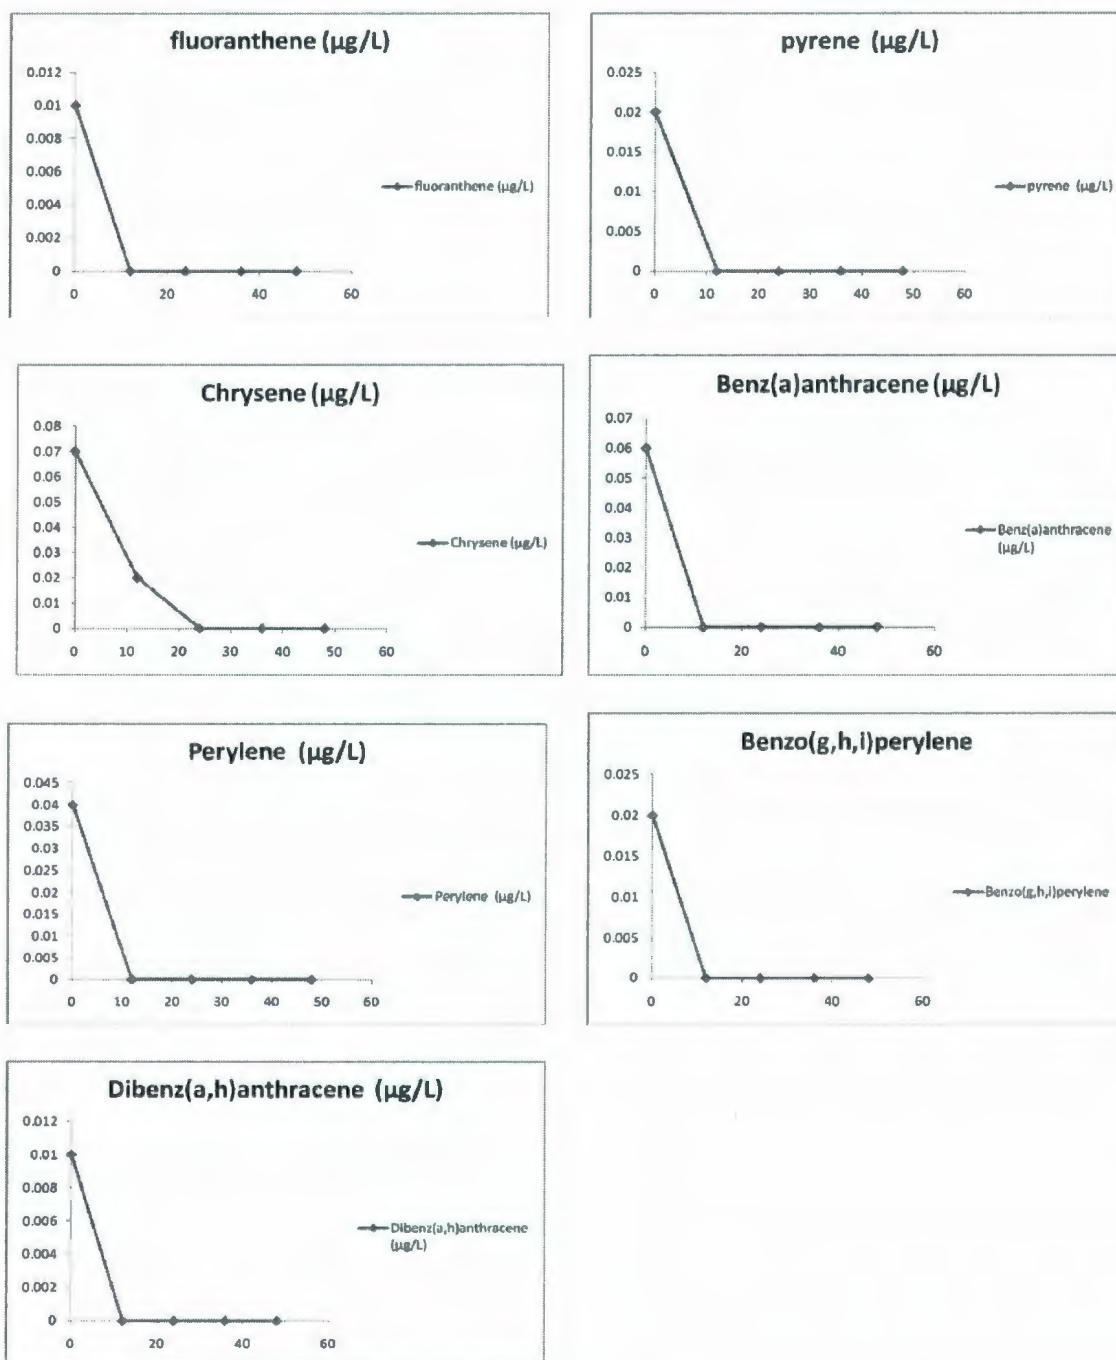 fluoranthene (µg/L)
0.012
0.01
0.008
0.006
0.004
0.002
0
0 20 40 60
fluoranthene (µg/L)
pyrene (µg/L)
0.025
0.02
0.015
0.01
0.005
0
0 10 20 30 40 50 60
pyrene (µg/L)
Chrysene (µg/L)
0.08
0.07
0.06
0.05
0.04
0.03
0.02
0.01
0
0 10 20 30 40 50 60
Chrysene (µg/L)
Benz(a)anthracene (µg/L)
0.07
0.06
0.05
0.04
0.03
0.02
0.01
0
0 20 40 60
Benz(a)anthracene
(µg/L)
Perylene (µg/L)
0.045
0.04
0.035
0.03
0.025
0.02
0.015
0.01
0.005
0
0 10 20 30 40 50 60
Perylene (µg/L)
Benzo(g,h,i)perylene
0.025
0.02
0.015
0.01
0.005
0
0 20 40 60
Benzo(g,h,i)perylene
Dibenz(a,h)anthracene (µg/L)
0.012
0.01
0.008
0.006
0.004
0.002
0
0 20 40 60
Dibenz(a,h)anthracene
(µg/L)